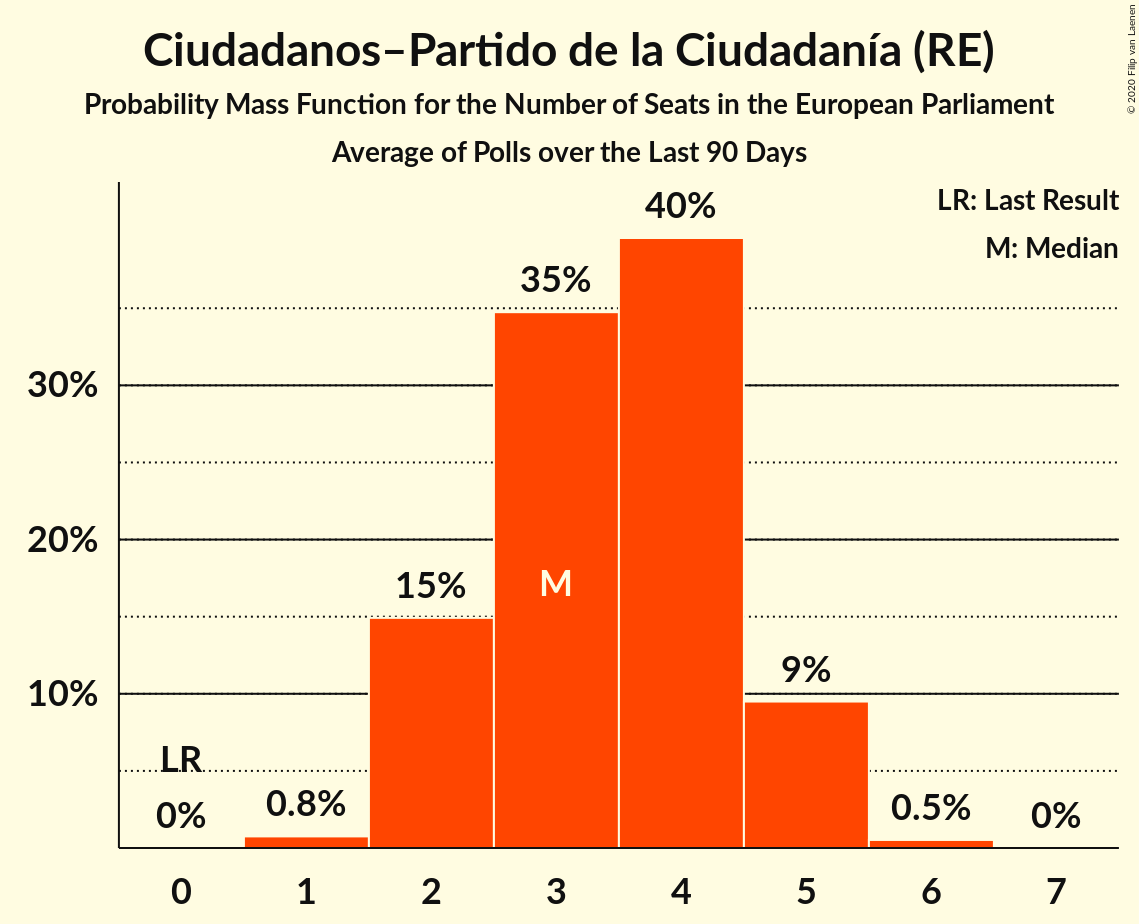 Ciudadanos–Partido de la Ciudadanía (RE)
Probability Mass Function for the Number of Seats in the European Parliament
Average of Polls over the Last 90 Days
© 2020 Filip van Laenen
LR: Last Result
M: Median
40%
35%
30%
20%
15%
M
9%
10%
LR
0%
0.8%
0.5%
0%
0 1 2 3 4 5 6 7